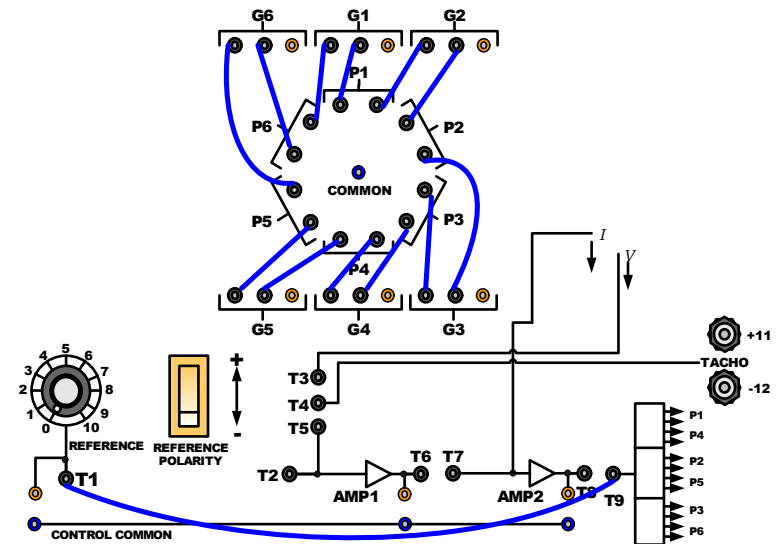 G6
G1
G2
P1
P6
P2
COMMON
P5
P3
P4
G5
G4
G3
I
V
+11
TACHO
-12
5
4
6
3
7
2
8
1
9
0
10
REFERENCE
REFERENCE
POLARITY
+
-
T1
T3
T4
T5
T2
AMP1
T6
T7
AMP2
T8
T9
P1
P4
P2
P5
P3
P6
CONTROL COMMON